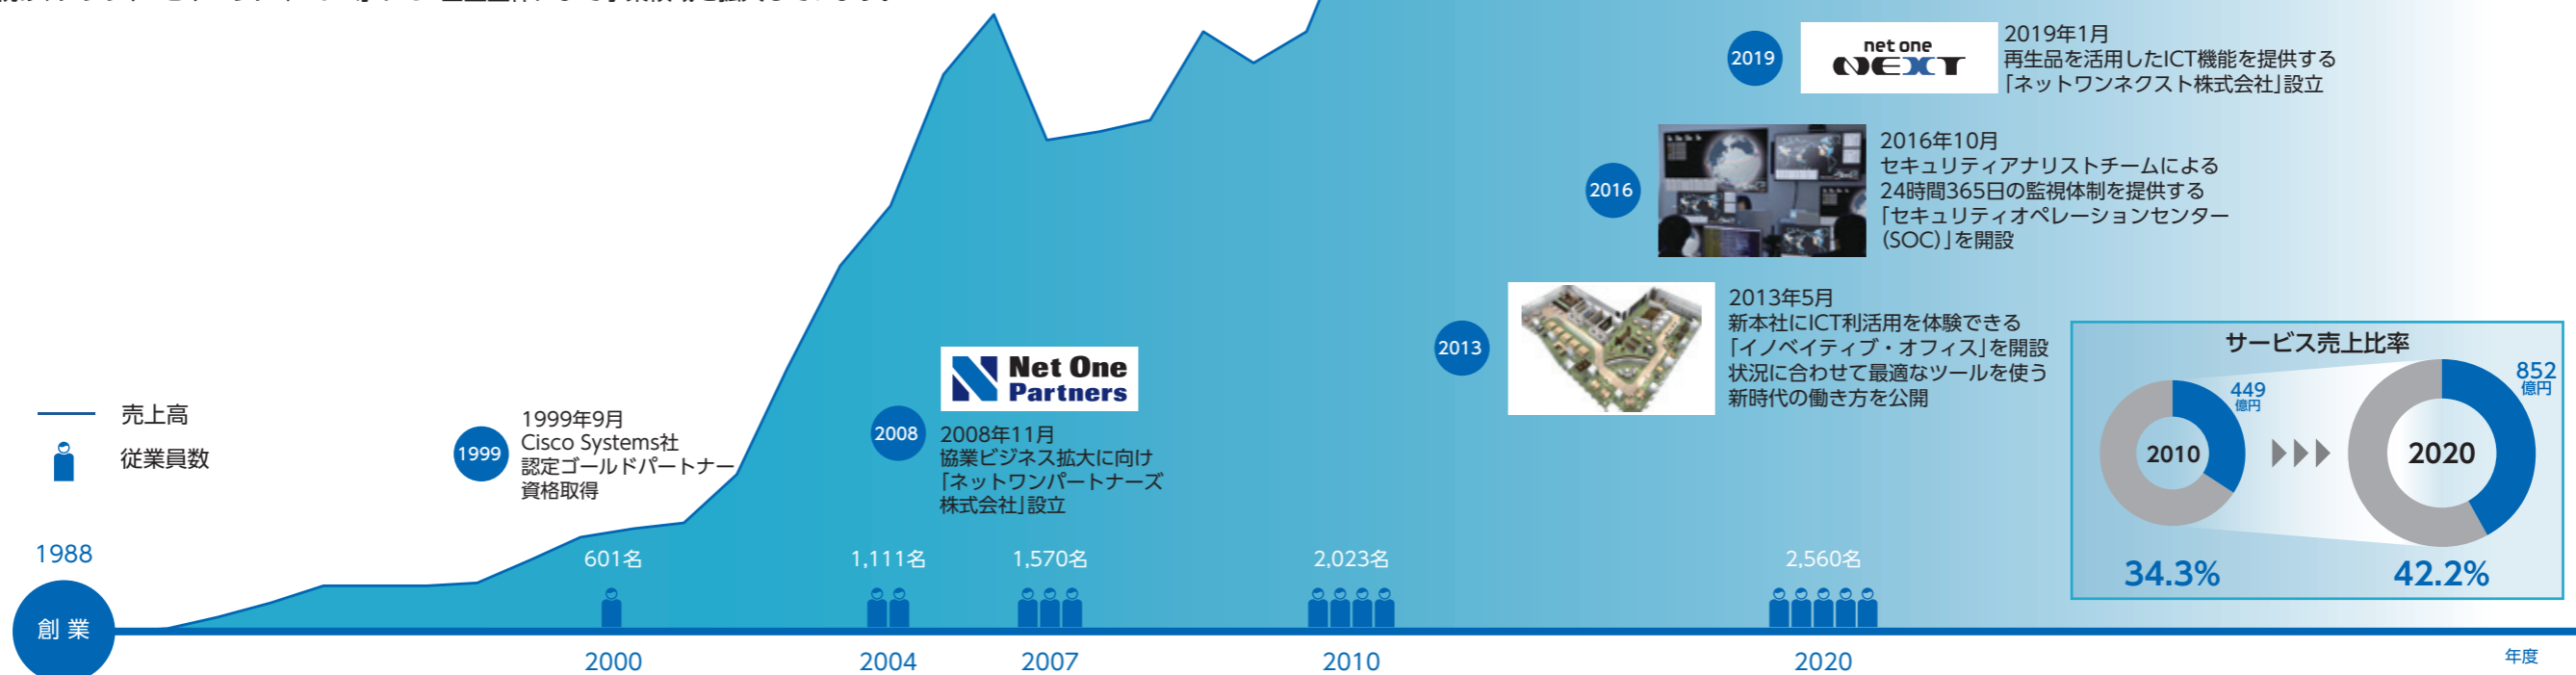 2019
net one
NEXT
2019年1月
再生品を活用したICT機能を提供する
「ネットワンネクスト株式会社」設立
2016
2016年10月
セキュリティアナリストチームによる
24時間365日の監視体制を提供する
「セキュリティオペレーションセンター
(SOC)」を開設
2013
2013年5月
新本社にICT利活用を体験できる
「イノベイティブ・オフィス」を開設
状況に合わせて最適なツールを使う
新時代の働き方を公開
Net One
Partners
2008
2008年11月
協業ビジネス拡大に向け
「ネットワンパートナーズ
株式会社」設立
1999
1999年9月
Cisco Systems社
認定ゴールドパートナー
資格取得
売上高
従業員数
サービス売上比率
449
億円
852
億円
2010
2020
34.3%
42.2%
1988
創業
601名
1,111名
1,570名
2,023名
2,560名
2000
2004
2007
2010
2020
年度